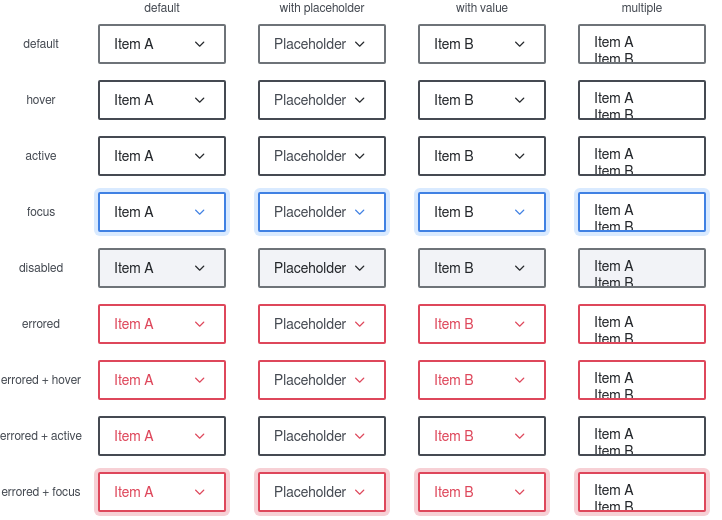 default with placeholder with value multiple
default Item A Placeholder Item B Item A
Item B
hover Item A Placeholder Item B Item A
Item B
active Item A Placeholder Item B Item A
Item B
focus Item A Placeholder Item B Item A
Item B
disabled Item A Placeholder Item B Item A
Item B
errored Item A Placeholder Item B Item A
Item B
errored + hover Item A Placeholder Item B Item A
Item B
errored + active Item A Placeholder Item B Item A
Item B
errored + focus Item A Placeholder Item B Item A
Item B